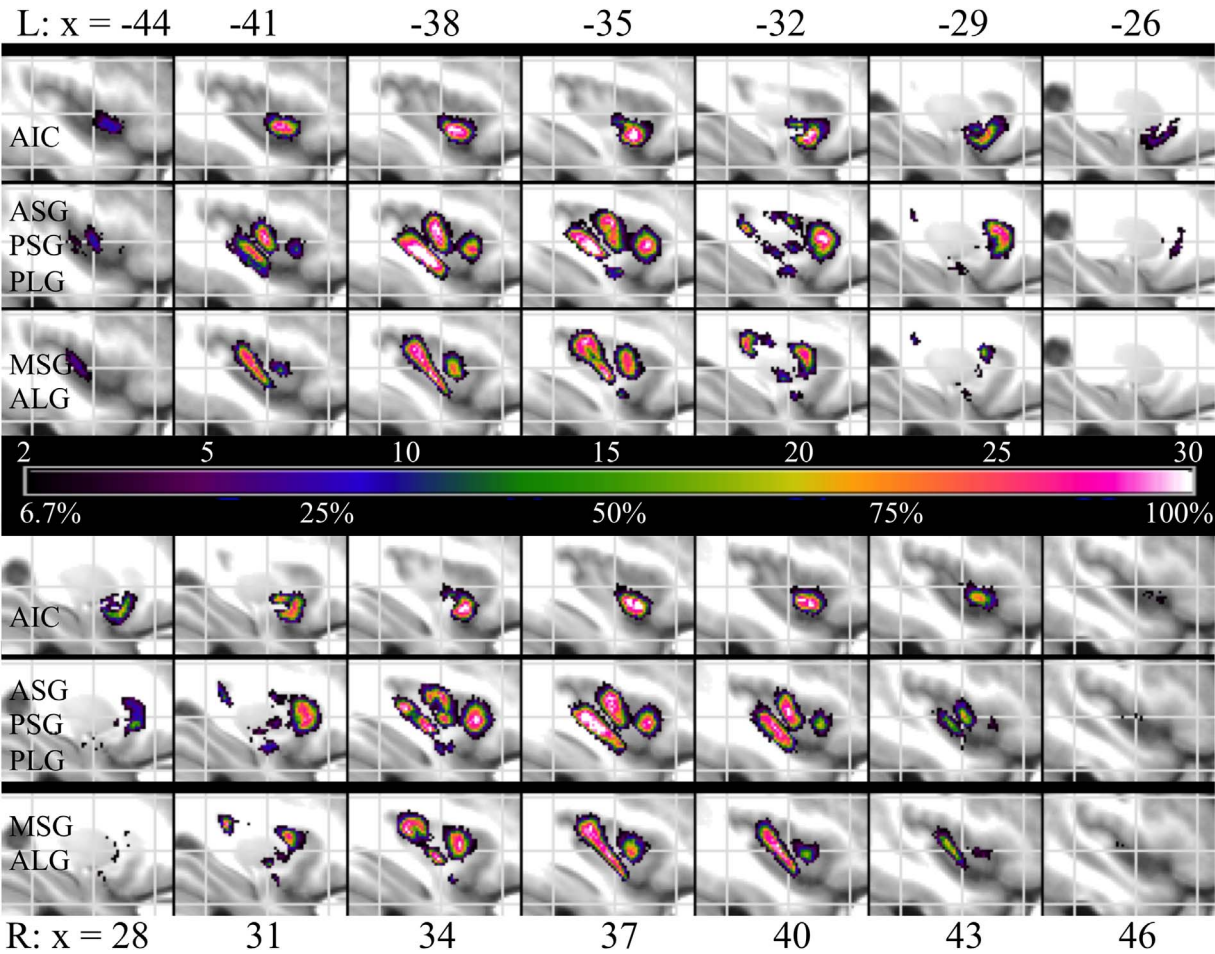 L: x = -44 -41 -38 -35 -32 -29 -26
AIC
ASG
PSG
PLG
MSG
ALG
2 5 10 15 20 25 30
6.7% 25% 50% 75% 100%
AIC
ASG
PSG
PLG
MSG
ALG
R: x = 28 31 34 37 40 43 46